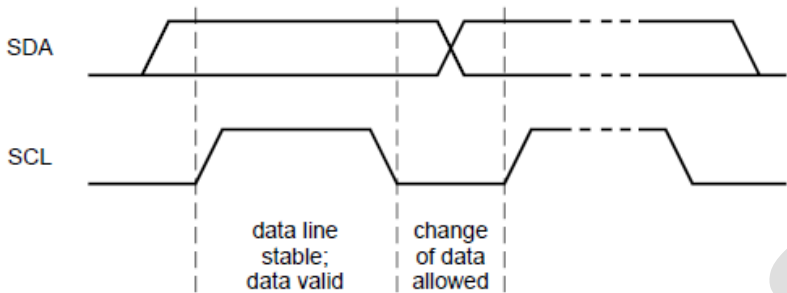 SDA
SCL
data line
stable;
data valid
change
of data
allowed